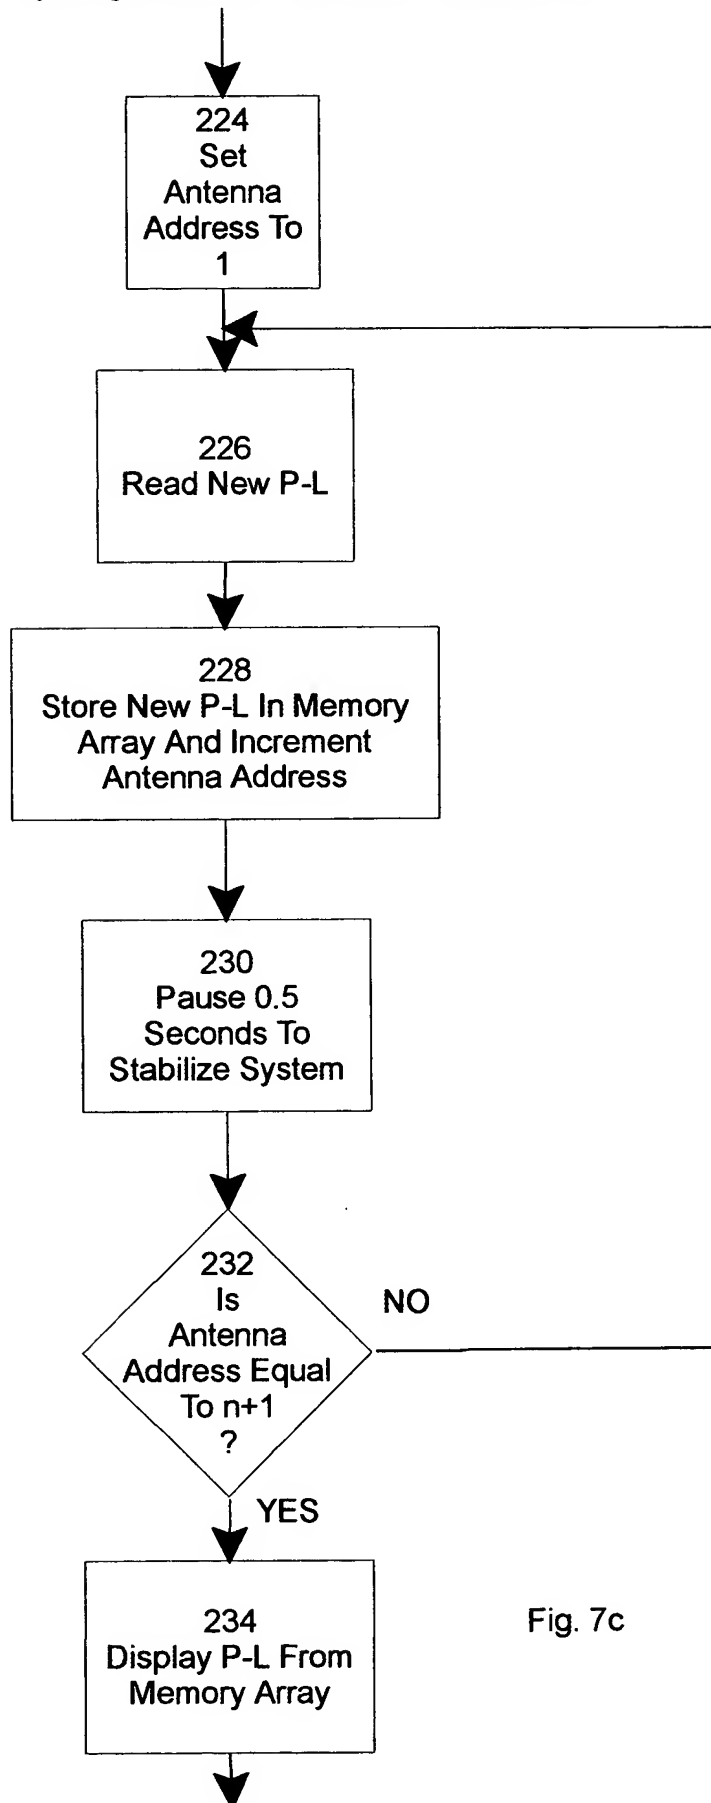 224
Set
Antenna
Address To
1
226
Read New P-L
228
Store New P-L In Memory
Array And Increment
Antenna Address
230
Pause 0.5
Seconds To
Stabilize System
232
Is
Antenna
Address Equal
To n+1
?
NO
YES
234
Display P-L From
Memory Array
Fig. 7c